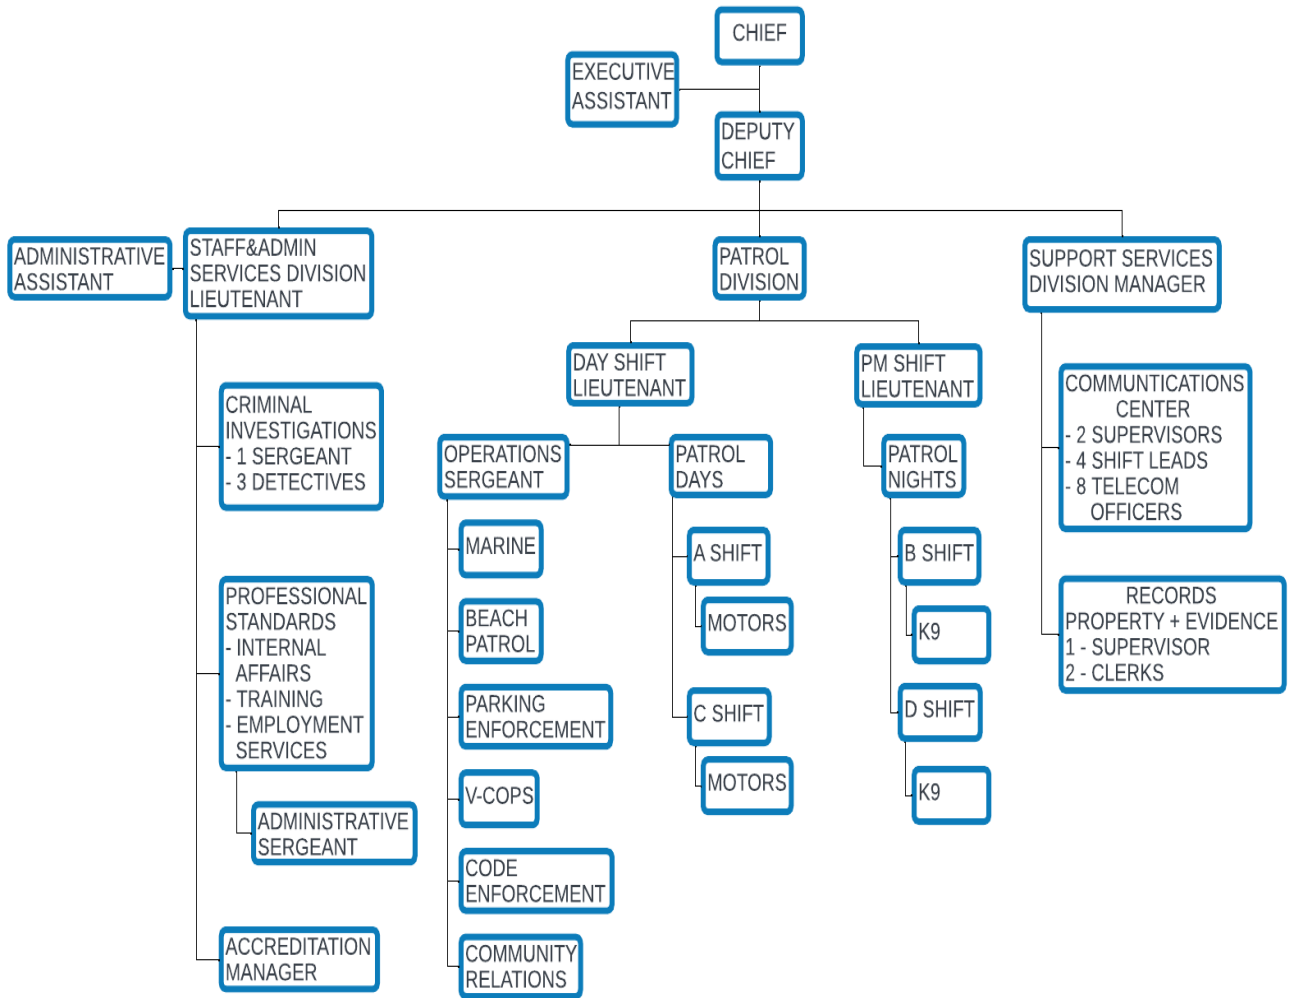 CHIEF
EXECUTIVE
ASSISTANT
DEPUTY
CHIEF
ADMINISTRATIVE
ASSISTANT
STAFF&ADMIN
SERVICES DIVISION
LIEUTENANT
PATROL
DIVISION
SUPPORT SERVICES
DIVISION MANAGER
CRIMINAL
INVESTIGATIONS
- 1 SERGEANT
- 3 DETECTIVES
PROFESSIONAL
STANDARDS
- INTERNAL
AFFAIRS
- TRAINING
- EMPLOYMENT
SERVICES
ADMINISTRATIVE
SERGEANT
ACCREDITATION
MANAGER
DAY SHIFT
LIEUTENANT
OPERATIONS
SERGEANT
MARINE
BEACH
PATROL
PARKING
ENFORCEMENT
V-COPS
CODE
ENFORCEMENT
COMMUNITY
RELATIONS
PATROL
DAYS
A SHIFT
MOTORS
C SHIFT
MOTORS
PM SHIFT
LIEUTENANT
PATROL
NIGHTS
B SHIFT
K9
D SHIFT
K9
COMMUNTICATIONS
CENTER
- 2 SUPERVISORS
- 4 SHIFT LEADS
- 8 TELECOM
OFFICERS
RECORDS
PROPERTY + EVIDENCE
1 - SUPERVISOR
2 - CLERKS